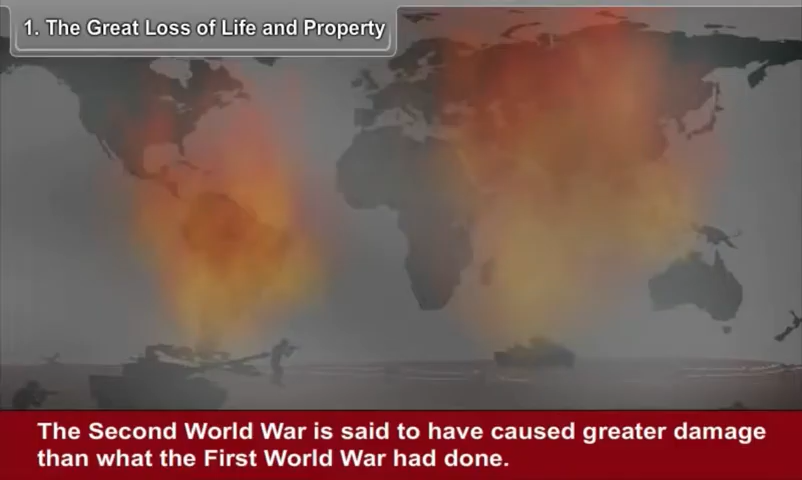 1. The Great Loss of Life and Property
The Second World War is said to have caused greater damage
than what the First World War had done.